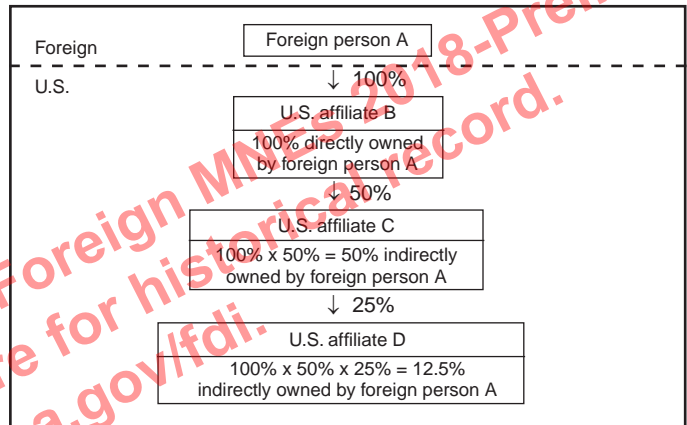 Foreign
Foreign person A
U.S.
↓ 100%
U.S. affiliate B
100% directly owned
by foreign person A
↓ 50%
U.S. affiliate C
100% x 50% = 50% indirectly
owned by foreign person A
↓ 25%
U.S. affiliate D
100% x 50% x 25% = 12.5%
indirectly owned by foreign person A
Foreign MNEs 2018-Prelim
for historical record.
.gov/fdi.